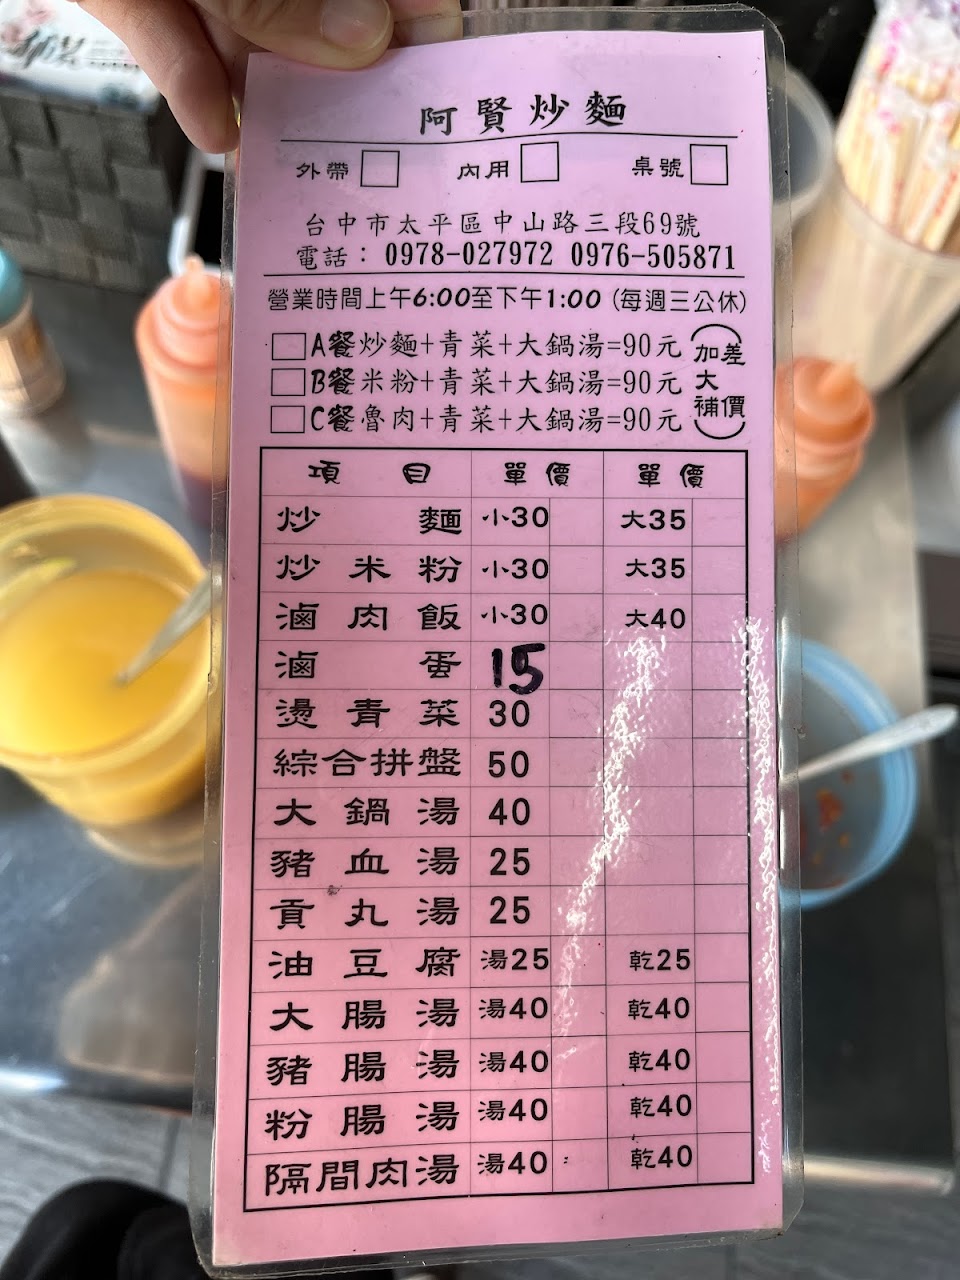 阿賢炒麵
外帶 內用 桌號
台中市太平區中山路三段69號
電話： 0978-027972 0976-505871
營業時間上午6:00至下午1:00 (每週三公休)
A餐炒麵+青菜+大鍋湯=90元
B餐米粉+青菜+大鍋湯=90元
C餐魯肉+青菜+大鍋湯=90元
(加大補差價)
項目 單價 單價
炒麵 小30 大35
炒米粉 小30 大35
滷肉飯 小30 大40
滷蛋 15
燙青菜 30
綜合拼盤 50
大鍋湯 40
豬血湯 25
貢丸湯 25
油豆腐 湯25 乾25
大腸湯 湯40 乾40
豬腸湯 湯40 乾40
粉腸湯 湯40 乾40
隔間肉湯 湯40 乾40